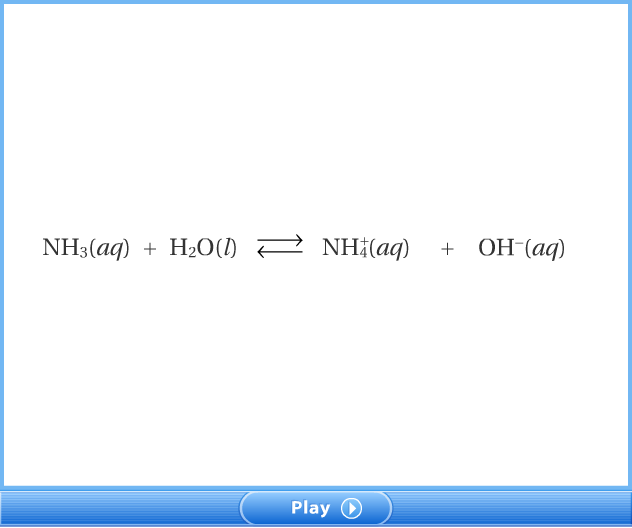 NH₃(aq) + H₂O(l) ⇌ NH₄⁺(aq) + OH⁻(aq)
Play